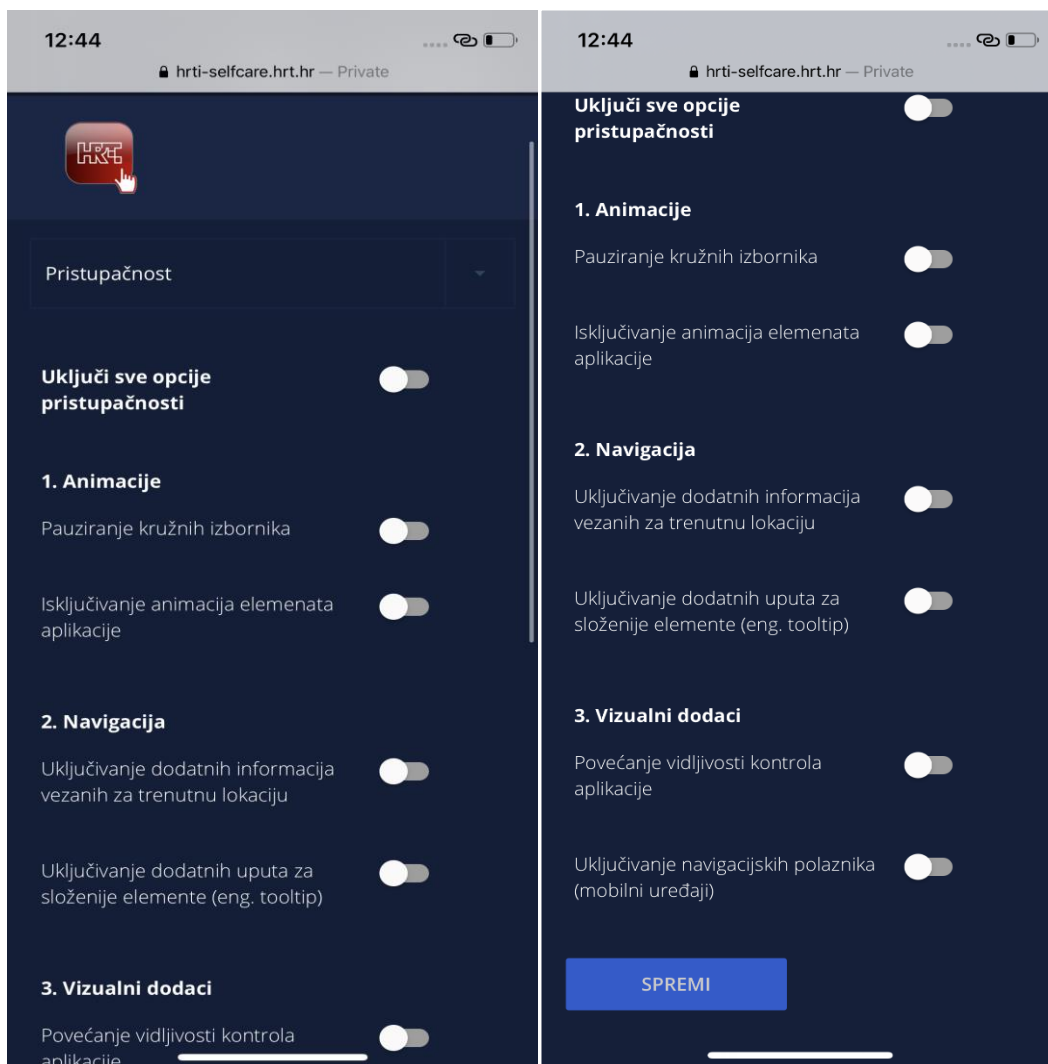 12:44
hrti-selfcare.hrt.hr — Private
HRT
Pristupačnost
Uključi sve opcije
pristupačnosti
1. Animacije
Pauziranje kružnih izbornika
Isključivanje animacija elemenata
aplikacije
2. Navigacija
Uključivanje dodatnih informacija
vezanih za trenutnu lokaciju
Uključivanje dodatnih uputa za
složenije elemente (eng. tooltip)
3. Vizualni dodaci
Povećanje vidljivosti kontrola
aplikacije
12:44
hrti-selfcare.hrt.hr — Private
Uključi sve opcije
pristupačnosti
1. Animacije
Pauziranje kružnih izbornika
Isključivanje animacija elemenata
aplikacije
2. Navigacija
Uključivanje dodatnih informacija
vezanih za trenutnu lokaciju
Uključivanje dodatnih uputa za
složenije elemente (eng. tooltip)
3. Vizualni dodaci
Povećanje vidljivosti kontrola
aplikacije
Uključivanje navigacijskih polaznika
(mobilni uređaji)
SPREMI